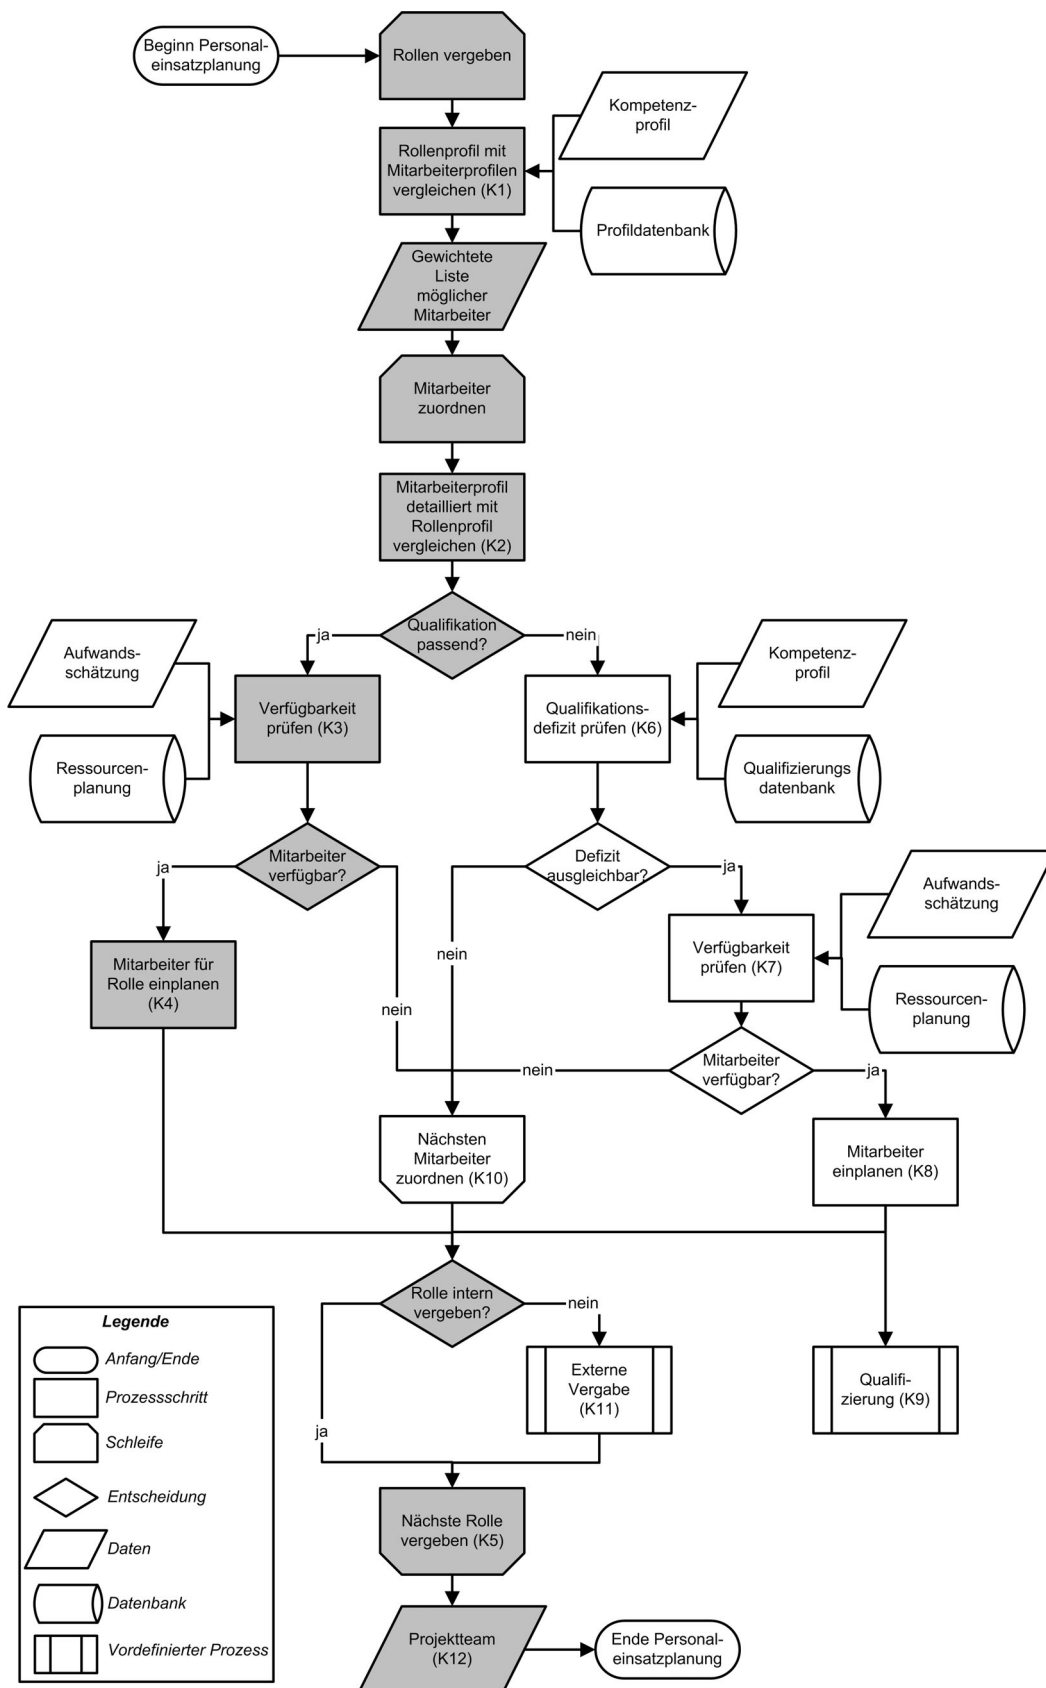 Beginn Personal-
einsatzplanung
Rollen vergeben
Kompetenz-
profil
Rollenprofil mit
Mitarbeiterprofilen
vergleichen (K1)
Profildatenbank
Gewichtete
Liste
möglicher
Mitarbeiter
Mitarbeiter
zuordnen
Mitarbeiterprofil
detailliert mit
Rollenprofil
vergleichen (K2)
Qualifikation
passend?
ja
nein
Aufwands-
schätzung
Ressourcen-
planung
Verfügbarkeit
prüfen (K3)
Qualifikations-
defizit prüfen (K6)
Kompetenz-
profil
Qualifizierungs
datenbank
Mitarbeiter
verfügbar?
ja
nein
Defizit
ausgleichbar?
ja
nein
Aufwands-
schätzung
Ressourcen-
planung
Mitarbeiter für
Rolle einplanen
(K4)
Verfügbarkeit
prüfen (K7)
Mitarbeiter
verfügbar?
nein
ja
Nächsten
Mitarbeiter
zuordnen (K10)
Mitarbeiter
einplanen (K8)
Rolle intern
vergeben?
nein
ja
Externe
Vergabe
(K11)
Qualifi-
zierung (K9)
Nächste Rolle
vergeben (K5)
Projektteam
(K12)
Ende Personal-
einsatzplanung
Legende
Anfang/Ende
Prozessschritt
Schleife
Entscheidung
Daten
Datenbank
Vordefinierter Prozess